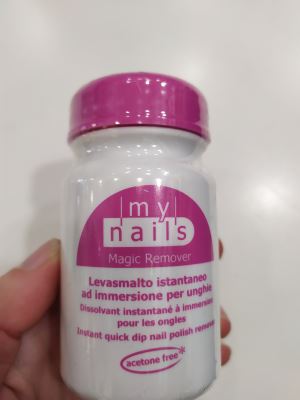 my
nails
Magic Remover
Levasmalto istantaneo
ad immersione per unghie
Dissolvant instantané à immersion
pour les ongles
Instant quick dip nail polish remover
acetone free*